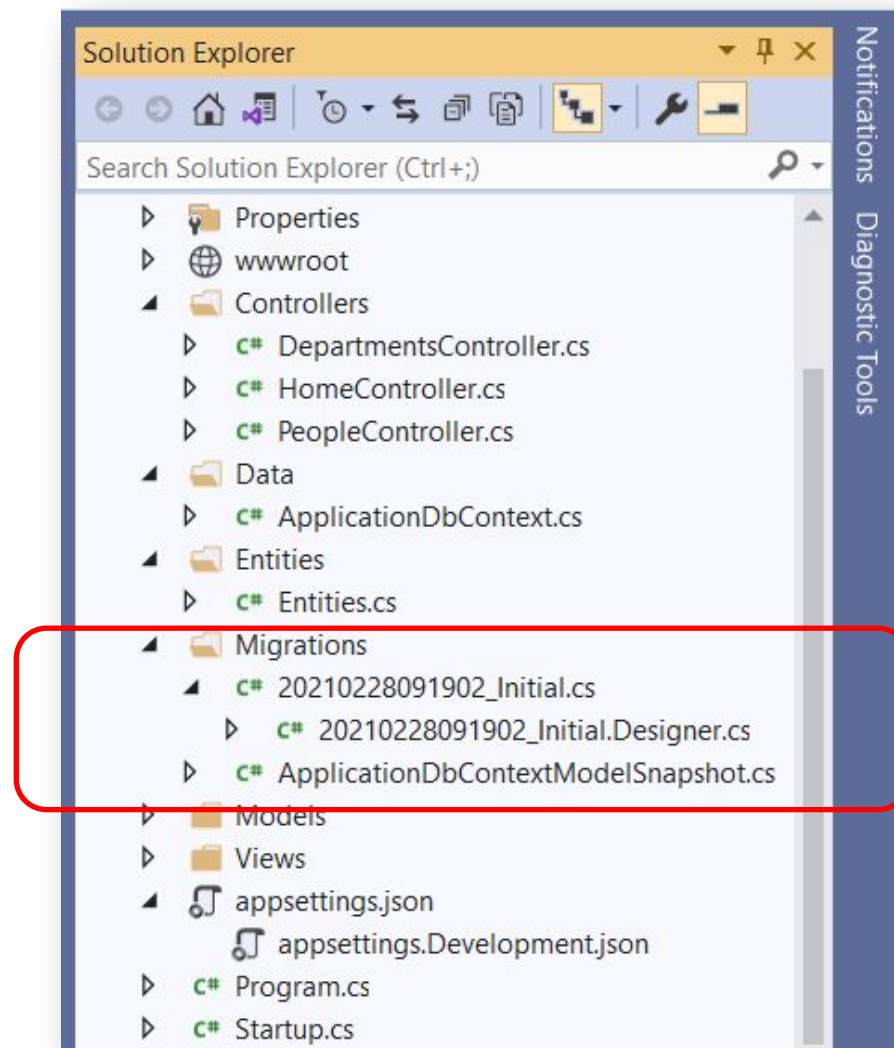 Solution Explorer
Search Solution Explorer (Ctrl+;)
Properties
wwwroot
Controllers
C# DepartmentsController.cs
C# HomeController.cs
C# PeopleController.cs
Data
C# ApplicationDbContext.cs
Entities
C# Entities.cs
Migrations
C# 20210228091902_Initial.cs
C# 20210228091902_Initial.Designer.cs
C# ApplicationDbContextModelSnapshot.cs
Models
Views
appsettings.json
appsettings.Development.json
C# Program.cs
C# Startup.cs
Notifications
Diagnostic Tools